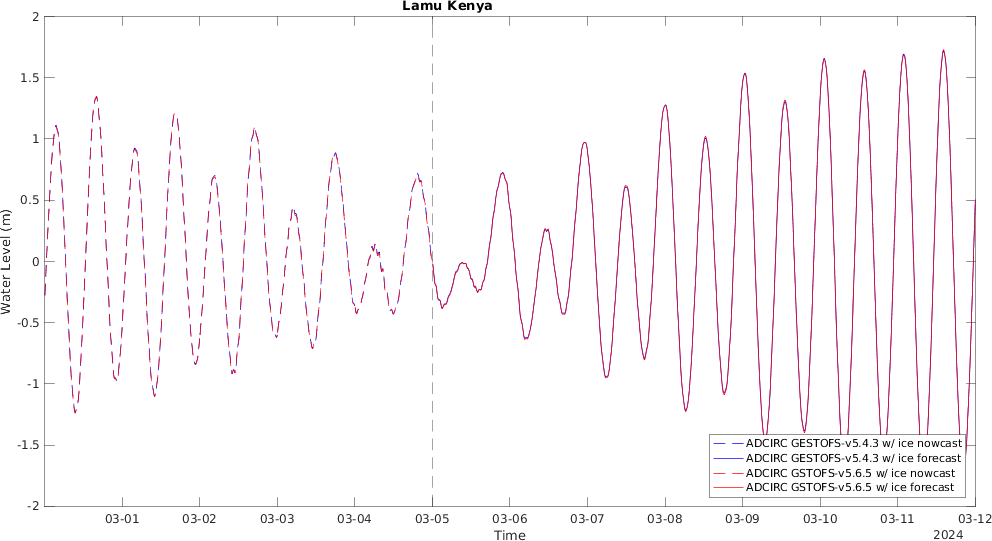 Lamu Kenya
2
1.5
1
0.5
0
-0.5
-1
-1.5
-2
Water Level (m)
ADCIRC GESTOFS-v5.4.3 w/ ice nowcast
ADCIRC GESTOFS-v5.4.3 w/ ice forecast
ADCIRC GSTOFS-v5.6.5 w/ ice nowcast
ADCIRC GSTOFS-v5.6.5 w/ ice forecast
03-01 03-02 03-03 03-04 03-05 03-06 03-07 03-08 03-09 03-10 03-11 03-12
Time
2024